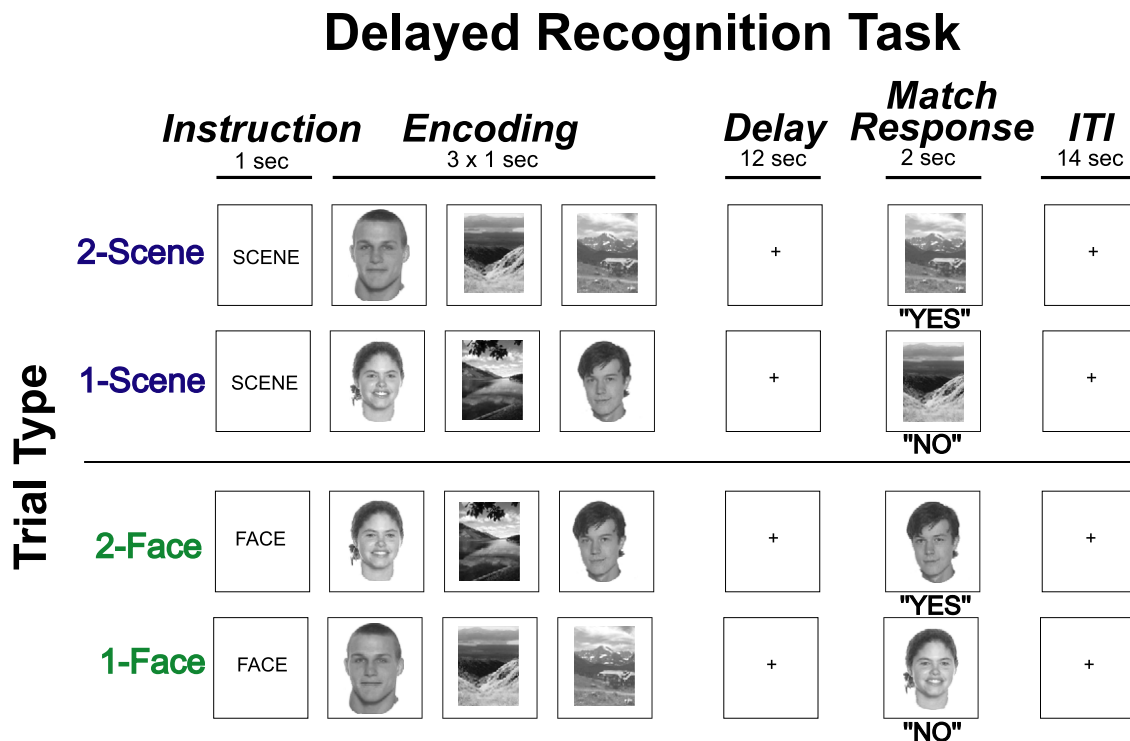 Delayed Recognition Task
Instruction Encoding Delay Match Response ITI
1 sec 3 x 1 sec 12 sec 2 sec 14 sec
Trial Type
2-Scene SCENE + + 
"YES"
1-Scene SCENE + +
"NO"
2-Face FACE + +
"YES"
1-Face FACE + +
"NO"